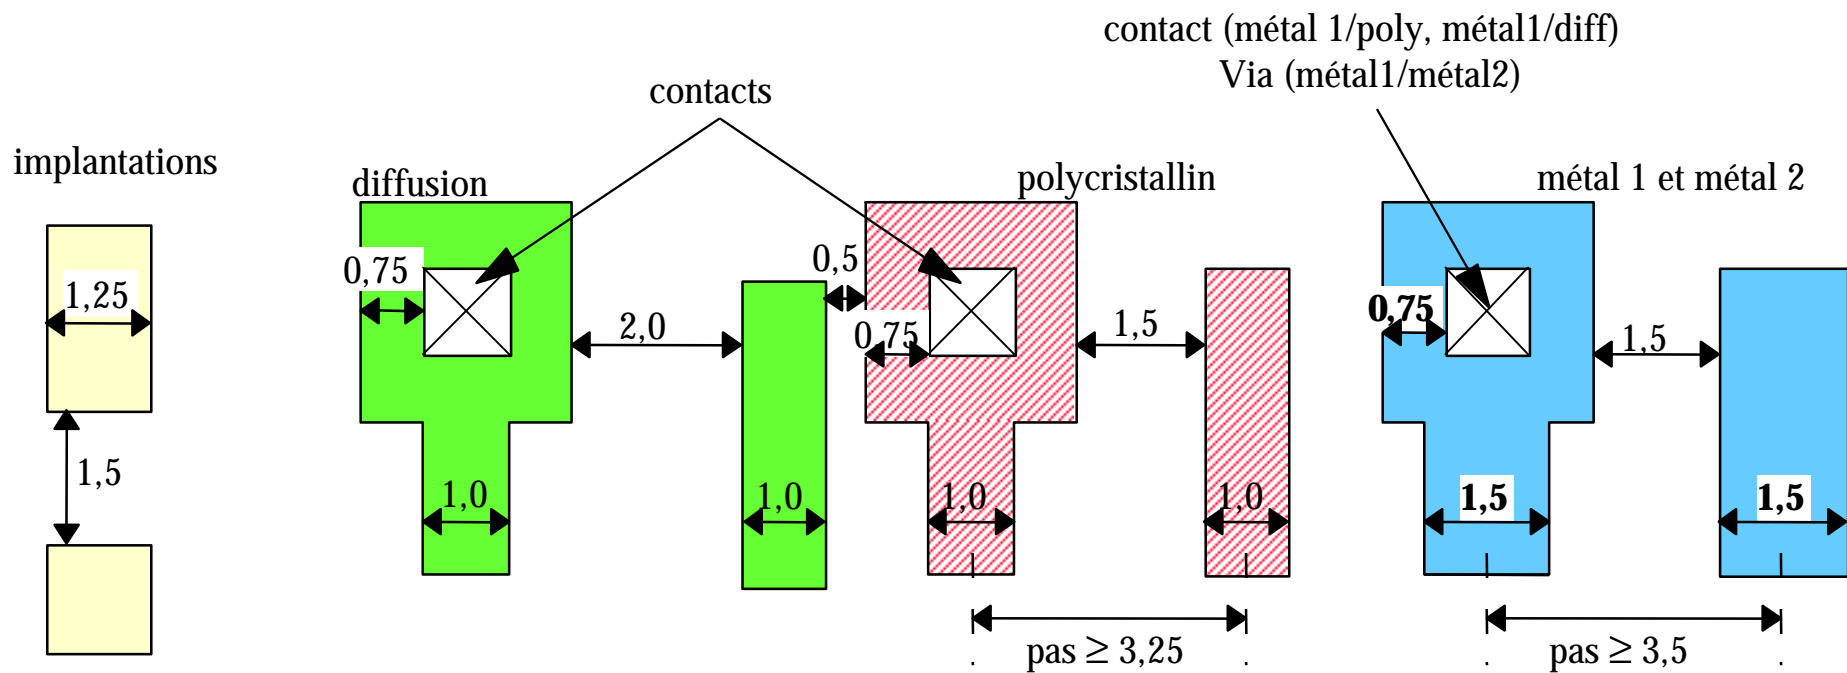 contact (métal 1/poly, métal1/diff)
Via (métal1/métal2)
contacts
implantations
diffusion
polycristallin
métal 1 et métal 2
0,75
0,5
1,25
2,0
0,75
1,5
0,75
1,5
1,5
1,0
1,0
1,0
1,0
1,5
1,5
pas ≥ 3,25
pas ≥ 3,5